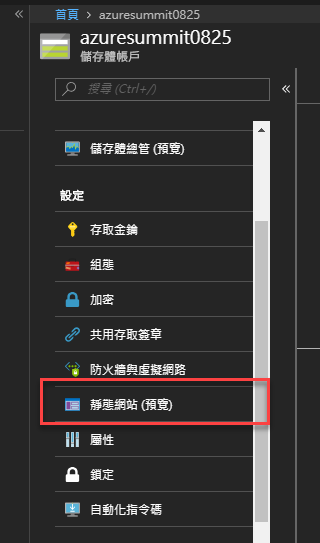 «
首頁 > azuresummit0825
azuresummit0825
儲存體帳戶
搜尋 (Ctrl+/)
«
儲存體總管 (預覽)
設定
存取金鑰
組態
加密
共用存取簽章
防火牆與虛擬網路
靜態網站 (預覽)
屬性
鎖定
自動化指令碼